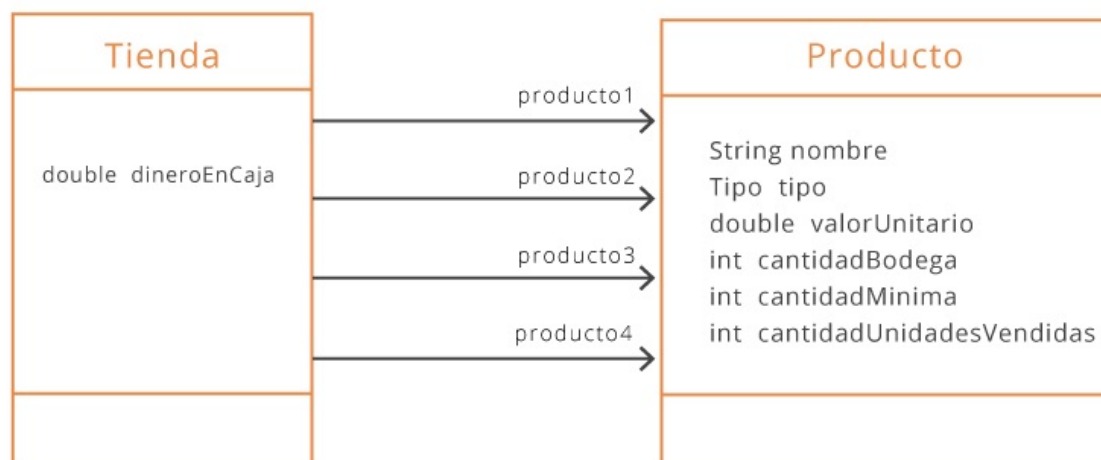 Tienda
double dineroEnCaja
producto1
producto2
producto3
producto4
Producto
String nombre
Tipo tipo
double valorUnitario
int cantidadBodega
int cantidadMinima
int cantidadUnidadesVendidas